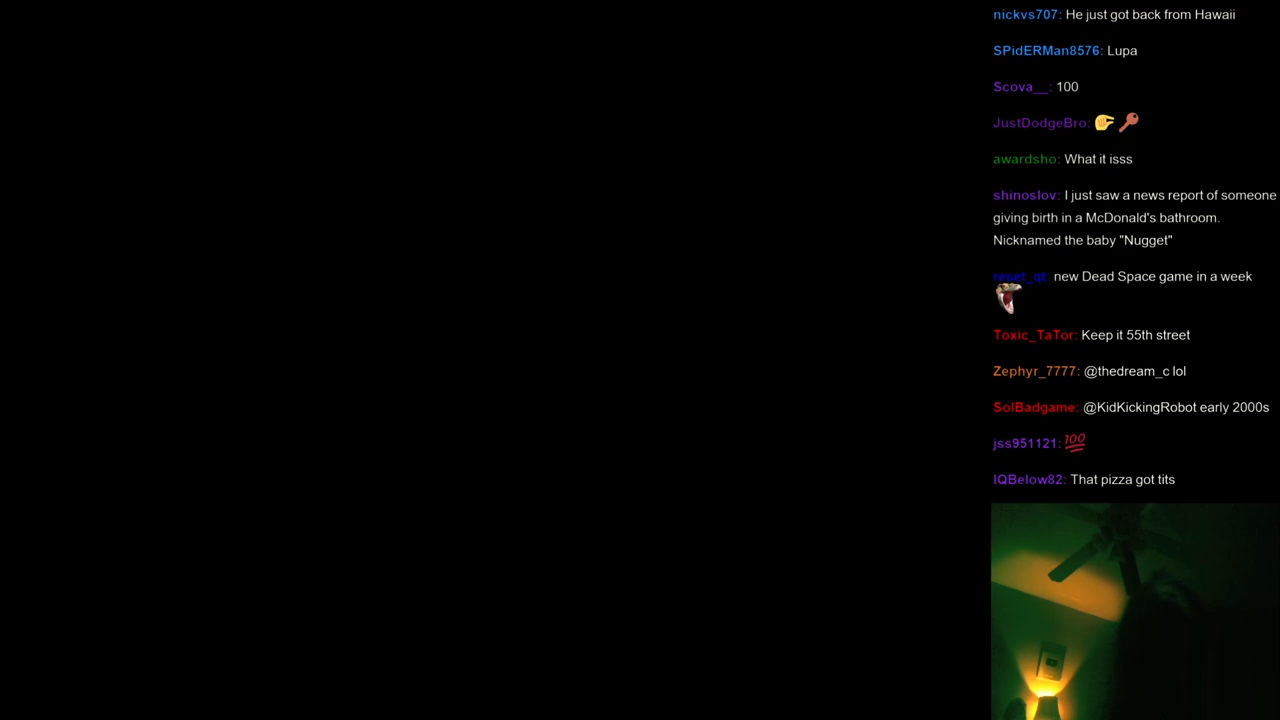 nickvs707: He just got back from Hawaii
SPidERMan8576: Lupa
Scova__: 100
JustDodgeBro:
awardsho: What it isss
shinoslov: I just saw a news report of someone
giving birth in a McDonald's bathroom.
Nicknamed the baby "Nugget"
reset_qt: new Dead Space game in a week
Toxic_TaTor: Keep it 55th street
Zephyr_7777: @thedream_c lol
SolBadgame: @KidKickingRobot early 2000s
jss951121: 100
IQBelow82: That pizza got tits